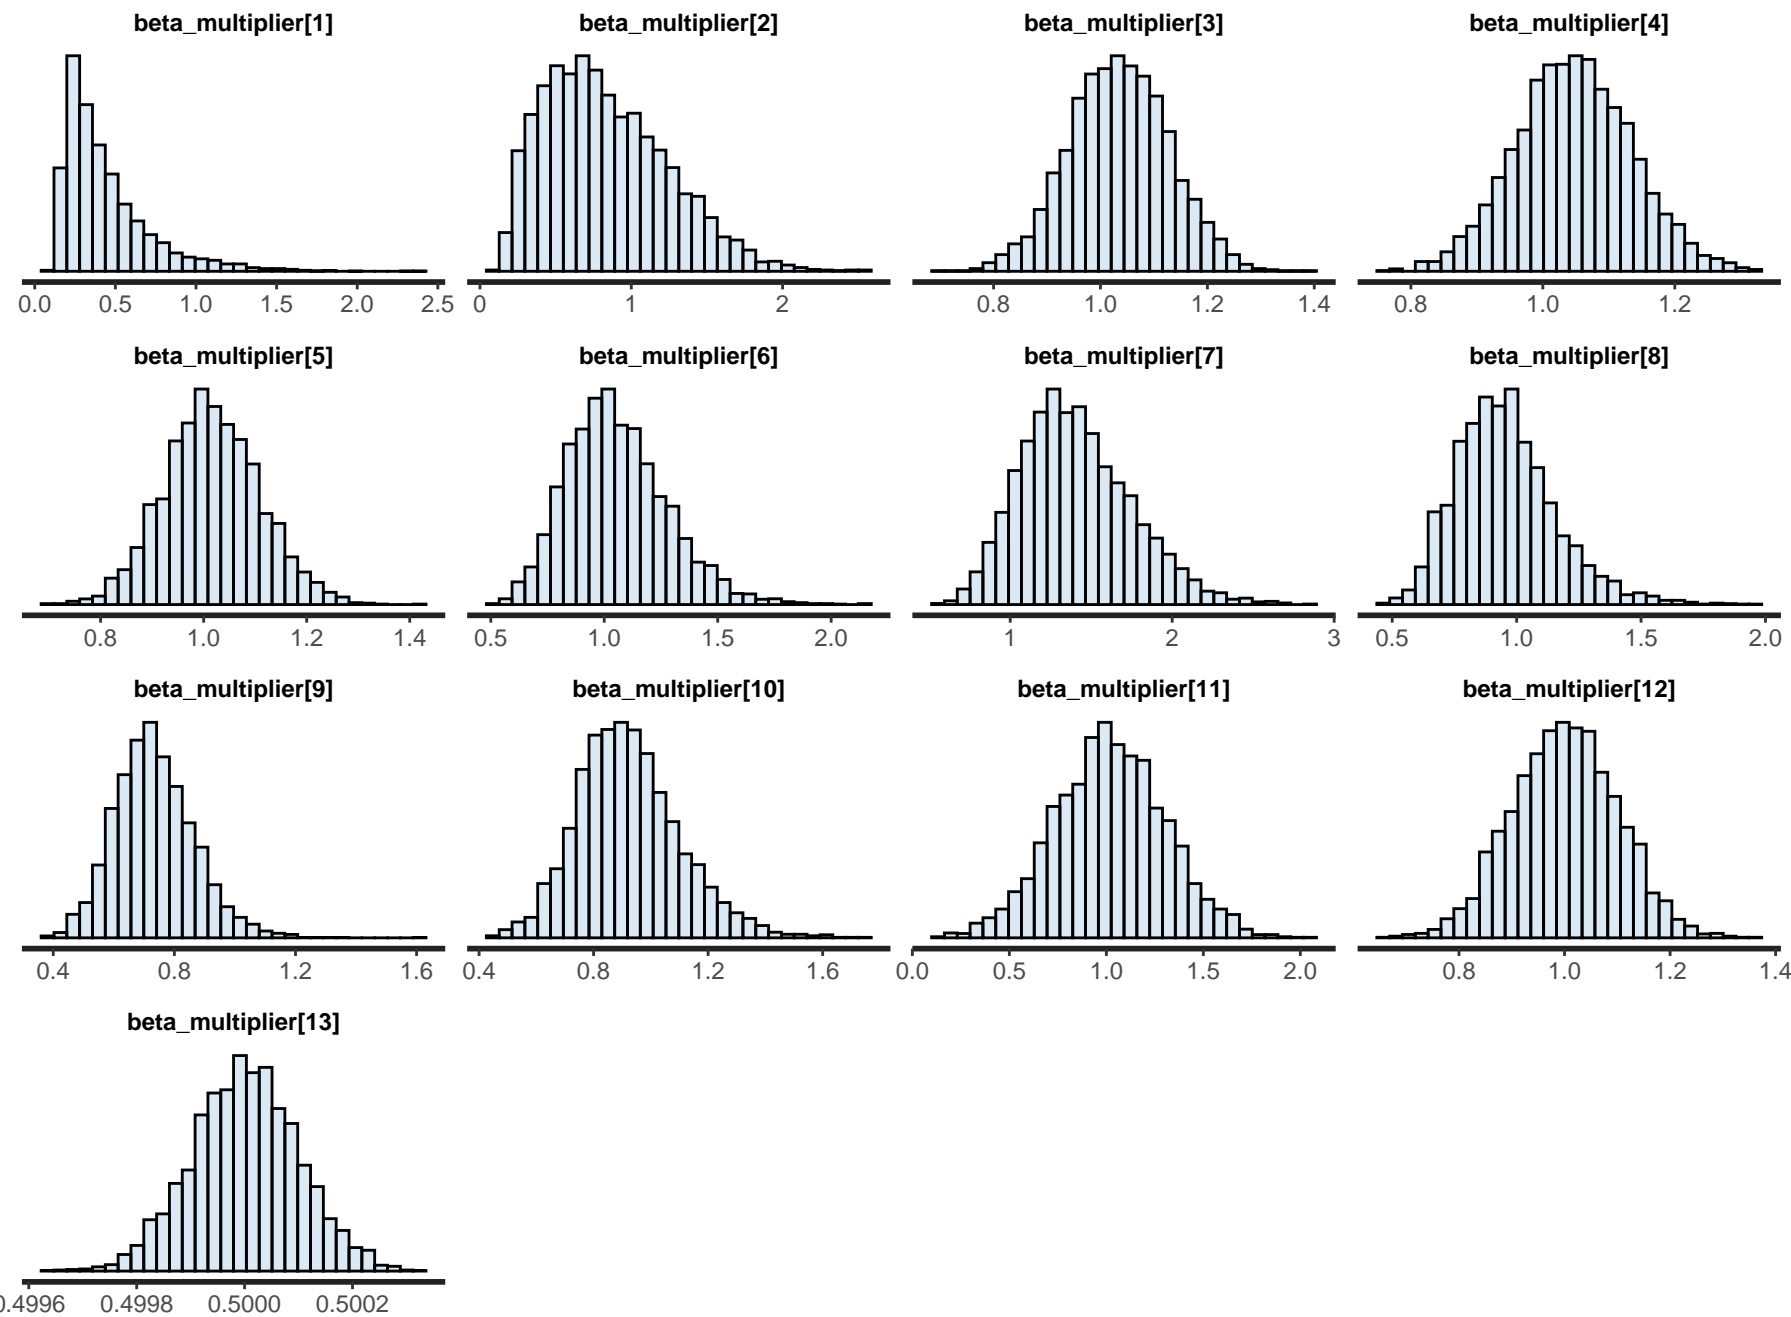 beta_multiplier[1] beta_multiplier[2] beta_multiplier[3] beta_multiplier[4]
0.0 0.5 1.0 1.5 2.0 2.5 0 1 2 0.8 1.0 1.2 1.4 0.8 1.0 1.2
beta_multiplier[5] beta_multiplier[6] beta_multiplier[7] beta_multiplier[8]
0.8 1.0 1.2 1.4 0.5 1.0 1.5 2.0 1 2 3 0.5 1.0 1.5 2.0
beta_multiplier[9] beta_multiplier[10] beta_multiplier[11] beta_multiplier[12]
0.4 0.8 1.2 1.6 0.4 0.8 1.2 1.6 0.0 0.5 1.0 1.5 2.0 0.8 1.0 1.2 1.4
beta_multiplier[13]
0.4996 0.4998 0.5000 0.5002